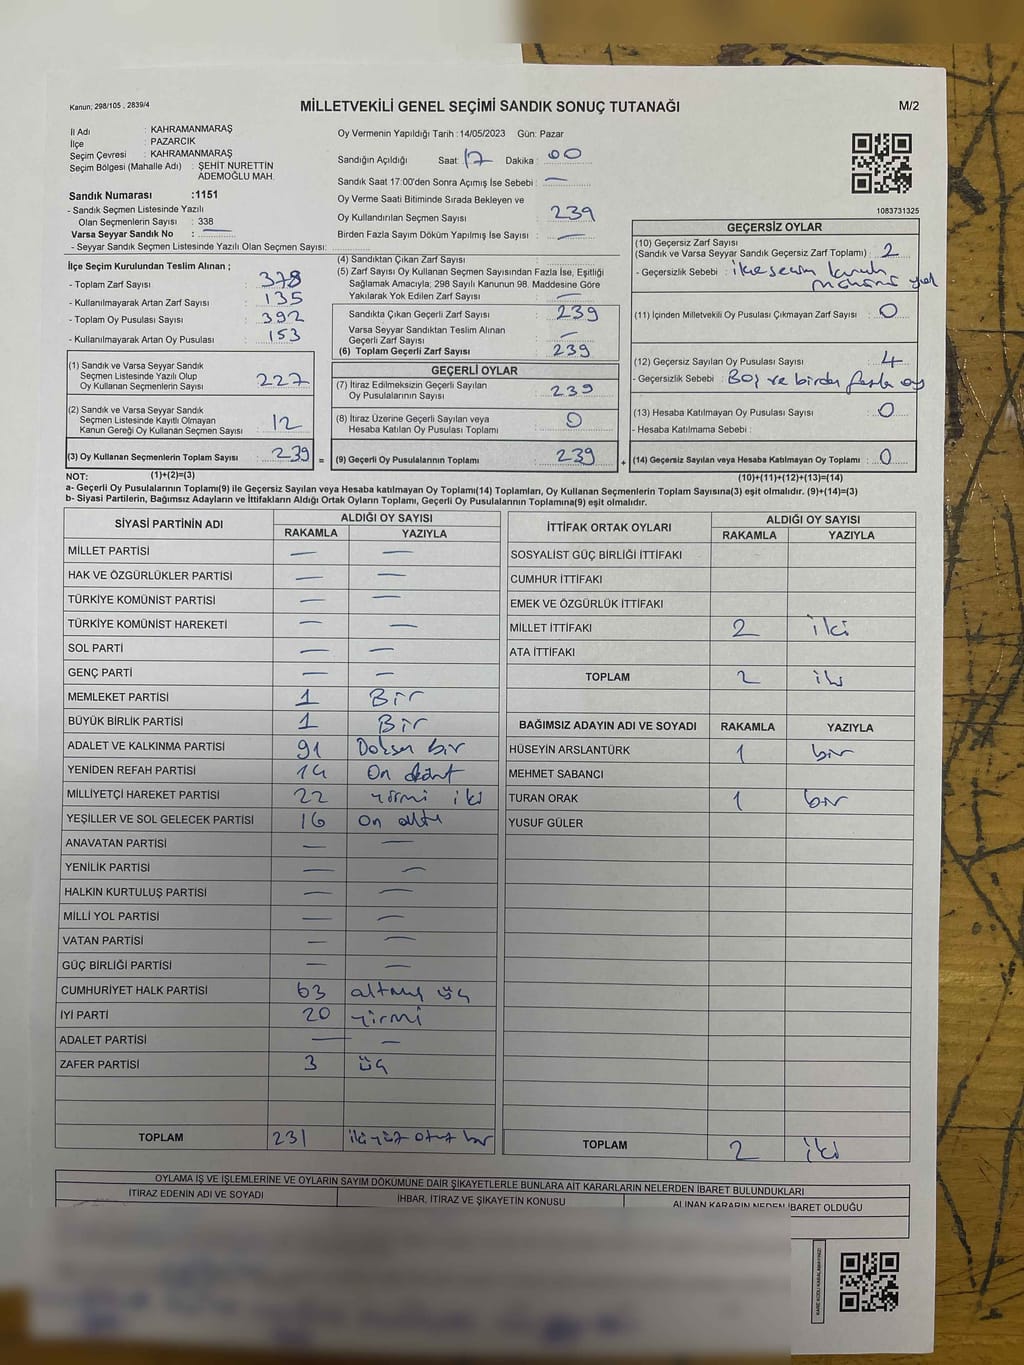 Kanun; 298/105 , 2839/4
MİLLETVEKİLİ GENEL SEÇİMİ SANDIK SONUÇ TUTANAĞI
M/2
İl Adı : KAHRAMANMARAŞ
İlçe : PAZARCIK
Seçim Çevresi : KAHRAMANMARAŞ
Seçim Bölgesi (Mahalle Adı) : ŞEHİT NURETTİN
ADEMOĞLU MAH.
Sandık Numarası :1151
- Sandık Seçmen Listesinde Yazılı
Olan Seçmenlerin Sayısı : 338
Varsa Seyyar Sandık No : —
- Seyyar Sandık Seçmen Listesinde Yazılı Olan Seçmen Sayısı:
Oy Vermenin Yapıldığı Tarih :14/05/2023 Gün: Pazar
Sandığın Açıldığı Saat: 17 Dakika : 00
Sandık Saat 17:00'den Sonra Açımış İse Sebebi : —
Oy Verme Saati Bitiminde Sırada Bekleyen ve
Oy Kullandırılan Seçmen Sayısı : 239
Birden Fazla Sayım Döküm Yapılmış İse Sayısı : —
1083731325
İlçe Seçim Kurulundan Teslim Alınan ;
- Toplam Zarf Sayısı : 378
- Kullanılmayarak Artan Zarf Sayısı : 135
- Toplam Oy Pusulası Sayısı : 392
- Kullanılmayarak Artan Oy Pusulası : 153
(4) Sandıktan Çıkan Zarf Sayısı :
(5) Zarf Sayısı Oy Kullanan Seçmen Sayısından Fazla İse, Eşitliği
Sağlamak Amacıyla; 298 Sayılı Kanunun 98. Maddesine Göre
Yakılarak Yok Edilen Zarf Sayısı : —
Sandıkta Çıkan Geçerli Zarf Sayısı : 239
Varsa Seyyar Sandıktan Teslim Alınan
Geçerli Zarf Sayısı : —
(6) Toplam Geçerli Zarf Sayısı : 239
GEÇERSİZ OYLAR
(10) Geçersiz Zarf Sayısı
(Sandık ve Varsa Seyyar Sandık Geçersiz Zarf Toplamı) : 2
- Geçersizlik Sebebi :
(11) İçinden Milletvekili Oy Pusulası Çıkmayan Zarf Sayısı : 0
(12) Geçersiz Sayılan Oy Pusulası Sayısı : 4
- Geçersizlik Sebebi : Boş ve birden fazla oy
(13) Hesaba Katılmayan Oy Pusulası Sayısı : 0
- Hesaba Katılmama Sebebi :
(14) Geçersiz Sayılan veya Hesaba Katılmayan Oy Toplamı : 0
(10)+(11)+(12)+(13)=(14)
(1) Sandık ve Varsa Seyyar Sandık
Seçmen Listesinde Yazılı Olup
Oy Kullanan Seçmenlerin Sayısı : 227
(2) Sandık ve Varsa Seyyar Sandık
Seçmen Listesinde Kayıtlı Olmayan
Kanun Gereği Oy Kullanan Seçmen Sayısı : 12
(3) Oy Kullanan Seçmenlerin Toplam Sayısı : 239 =
(1)+(2)=(3)
GEÇERLİ OYLAR
(7) İtiraz Edilmeksizin Geçerli Sayılan
Oy Pusulalarının Sayısı : 239
(8) İtiraz Üzerine Geçerli Sayılan veya
Hesaba Katılan Oy Pusulası Toplamı : 0
(9) Geçerli Oy Pusulalarının Toplamı : 239 +
NOT:
a- Geçerli Oy Pusulalarının Toplamı(9) ile Geçersiz Sayılan veya Hesaba katılmayan Oy Toplamı(14) Toplamları, Oy Kullanan Seçmenlerin Toplam Sayısına(3) eşit olmalıdır. (9)+(14)=(3)
b- Siyasi Partilerin, Bağımsız Adayların ve İttifakların Aldığı Ortak Oyların Toplamı, Geçerli Oy Pusulalarının Toplamına(9) eşit olmalıdır.
SİYASİ PARTİNİN ADI ALDIĞI OY SAYISI
RAKAMLA YAZIYLA
MİLLET PARTİSİ — —
HAK VE ÖZGÜRLÜKLER PARTİSİ — —
TÜRKİYE KOMÜNİST PARTİSİ — —
TÜRKİYE KOMÜNİST HAREKETİ — —
SOL PARTİ — —
GENÇ PARTİ — —
MEMLEKET PARTİSİ 1 Bir
BÜYÜK BİRLİK PARTİSİ 1 Bir
ADALET VE KALKINMA PARTİSİ 91 Doksan bir
YENİDEN REFAH PARTİSİ 14 On dört
MİLLİYETÇİ HAREKET PARTİSİ 22 yirmi iki
YEŞİLLER VE SOL GELECEK PARTİSİ 16 On altı
ANAVATAN PARTİSİ — —
YENİLİK PARTİSİ — —
HALKIN KURTULUŞ PARTİSİ — —
MİLLİ YOL PARTİSİ — —
VATAN PARTİSİ — —
GÜÇ BİRLİĞİ PARTİSİ — —
CUMHURİYET HALK PARTİSİ 63 altmış üç
İYİ PARTİ 20 yirmi
ADALET PARTİSİ — —
ZAFER PARTİSİ 3 üç
TOPLAM 231 iki yüz otuz bir
İTTİFAK ORTAK OYLARI ALDIĞI OY SAYISI
RAKAMLA YAZIYLA
SOSYALİST GÜÇ BİRLİĞİ İTTİFAKI
CUMHUR İTTİFAKI
EMEK VE ÖZGÜRLÜK İTTİFAKI
MİLLET İTTİFAKI 2 iki
ATA İTTİFAKI
TOPLAM 2 iki
BAĞIMSIZ ADAYIN ADI VE SOYADI RAKAMLA YAZIYLA
HÜSEYİN ARSLANTÜRK 1 bir
MEHMET SABANCI
TURAN ORAK 1 bir
YUSUF GÜLER
TOPLAM 2 iki
OYLAMA İŞ VE İŞLEMLERİNE VE OYLARIN SAYIM DÖKÜMÜNE DAİR ŞİKAYETLERLE BUNLARA AİT KARARLARIN NELERDEN İBARET BULUNDUKLARI
İTİRAZ EDENİN ADI VE SOYADI İHBAR, İTİRAZ VE ŞİKAYETİN KONUSU ALINAN KARARIN NEDEN İBARET OLDUĞU